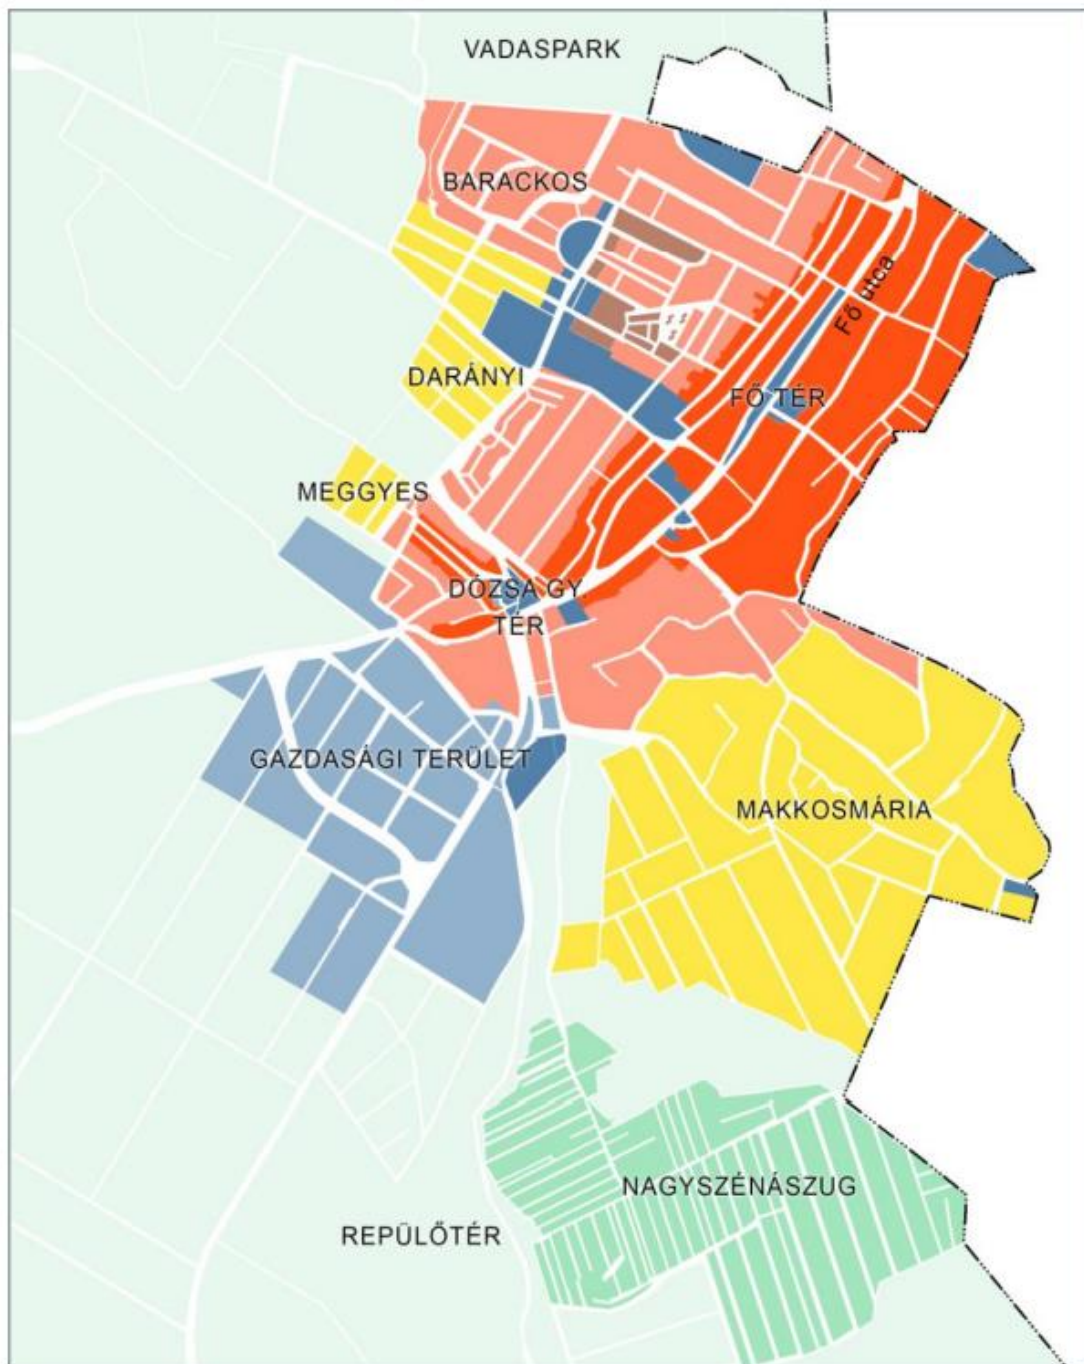 VADASPARK
BARACKOS
Fő utca
DARÁNYI
FŐ TÉR
MEGGYES
DÓZSA GY
TÉR
GAZDASÁGI TERÜLET
MAKKOSMÁRIA
NAGYSZÉNÁSZUG
REPÜLŐTÉR